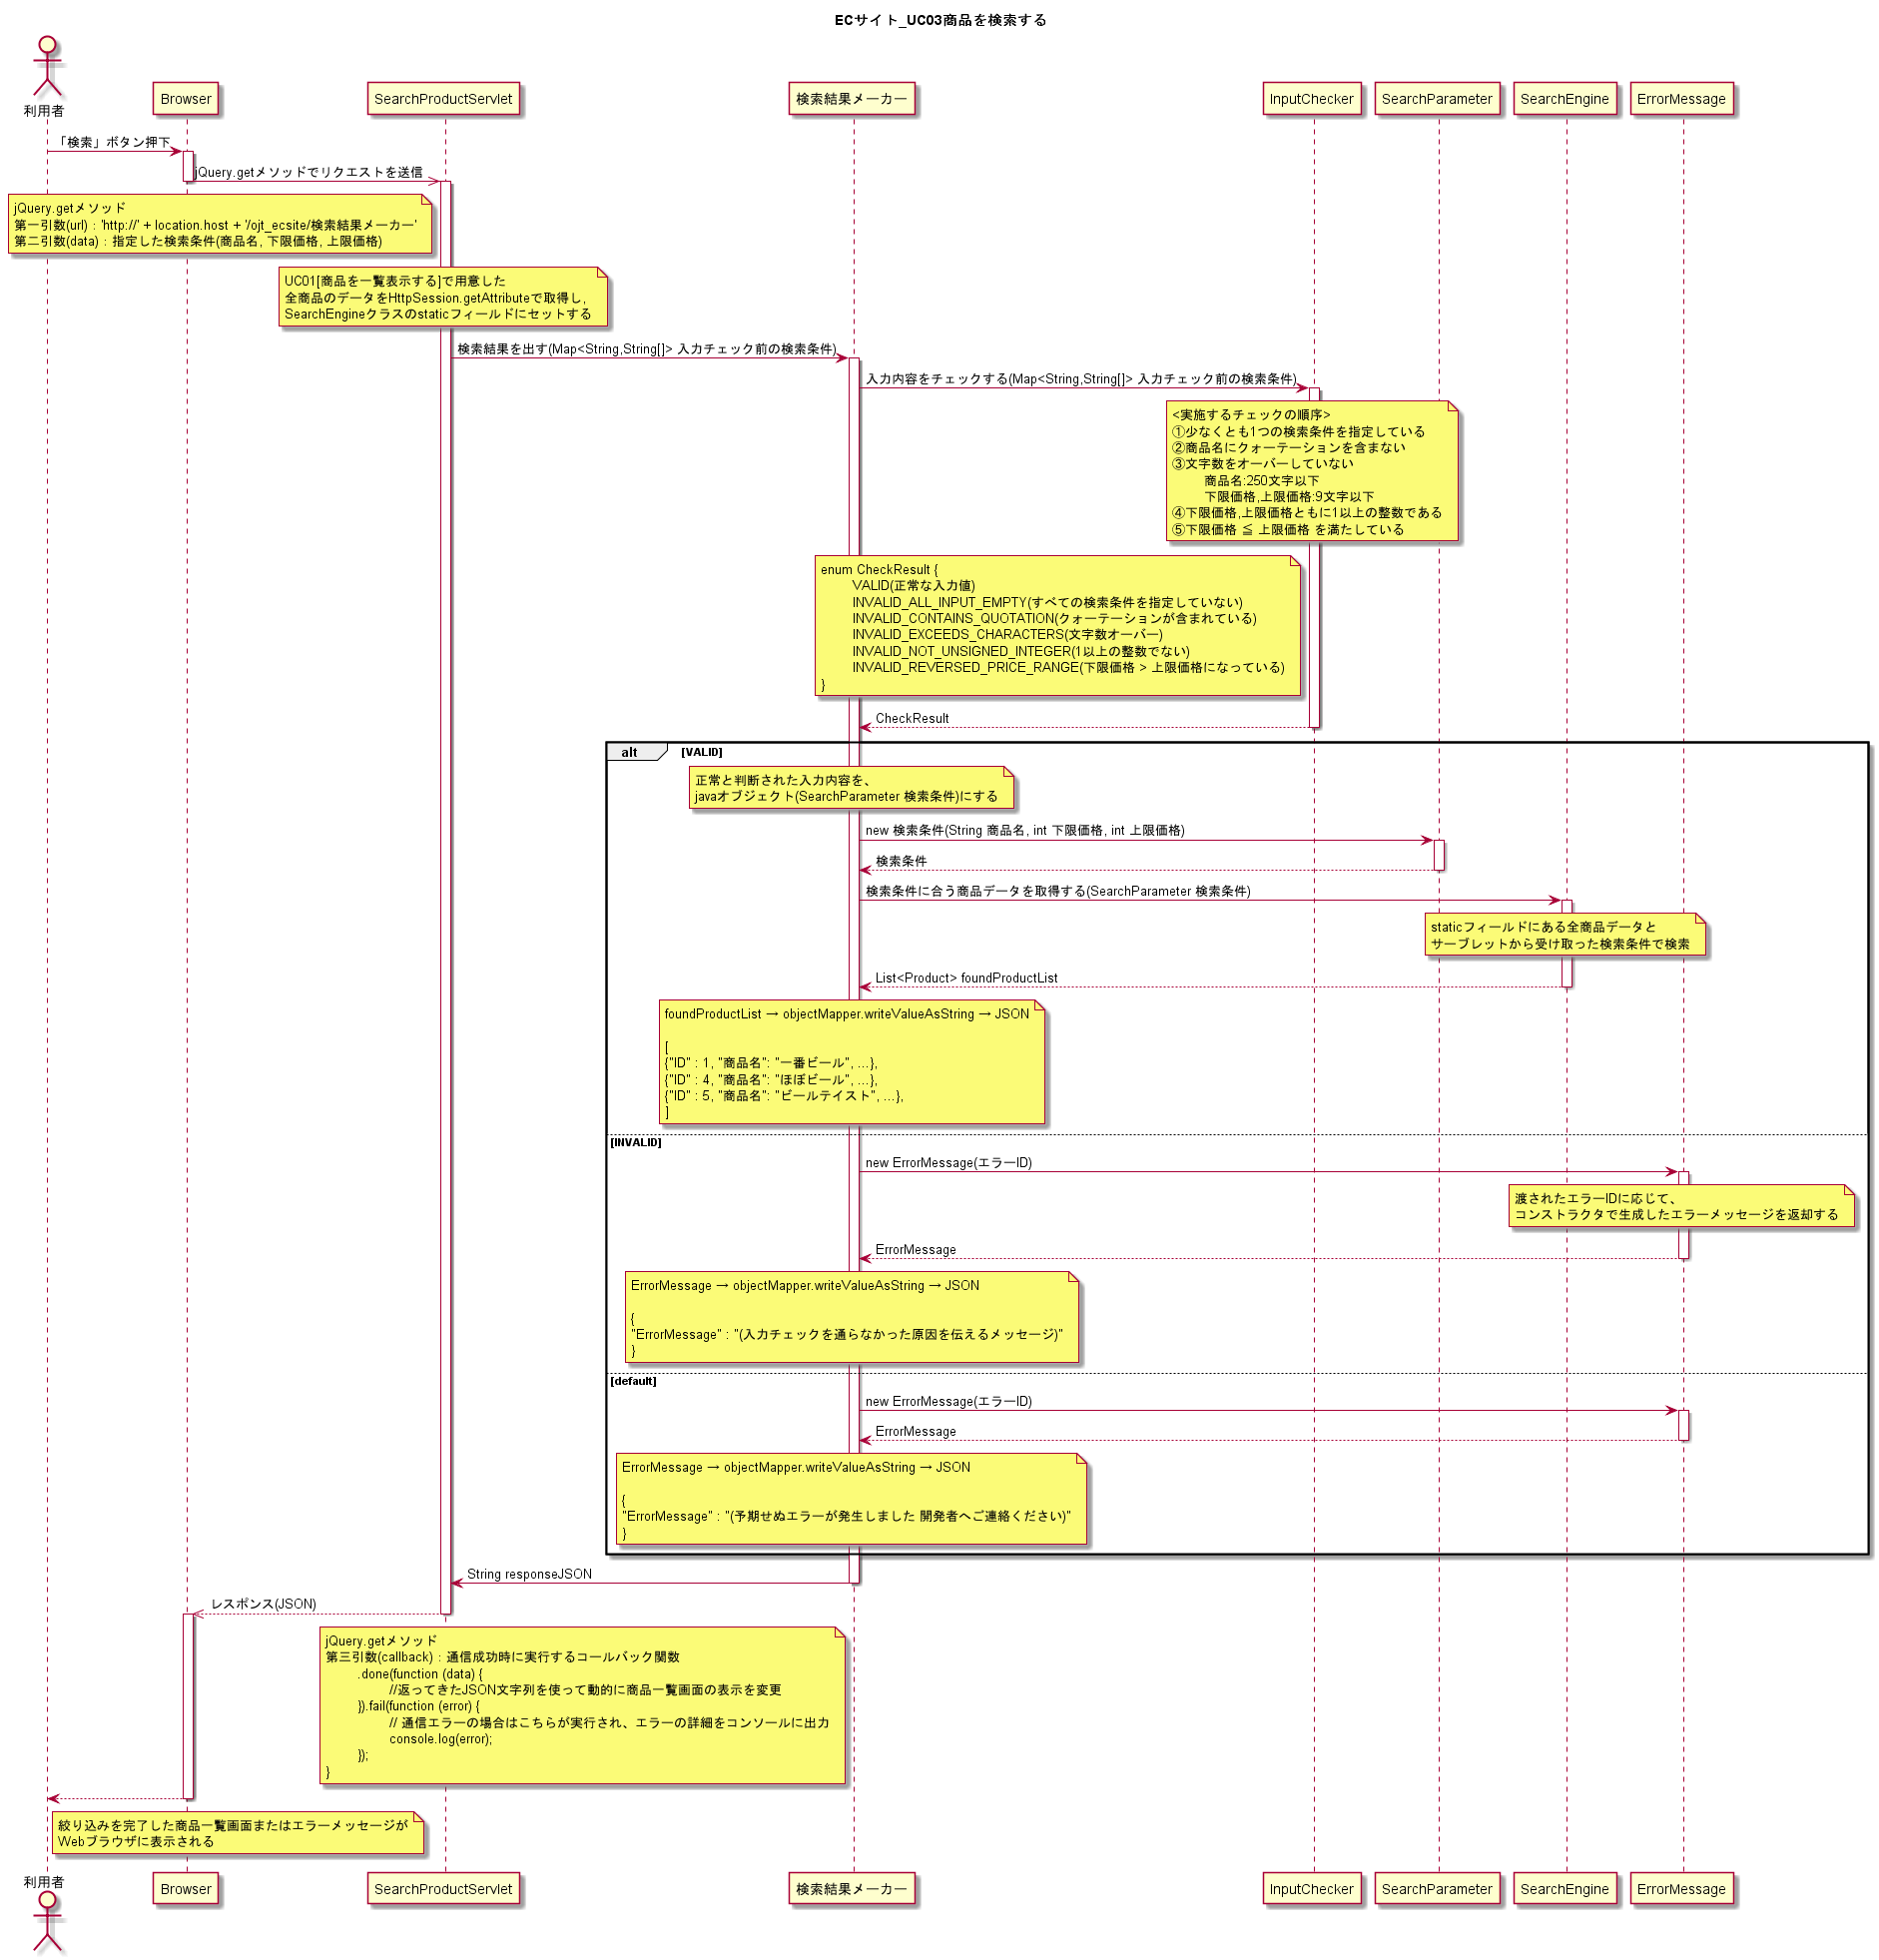 ECサイト_UC03商品を検索する
利用者
Browser
SearchProductServlet
検索結果メーカー
InputChecker
SearchParameter
SearchEngine
ErrorMessage
「検索」ボタン押下
jQuery.getメソッドでリクエストを送信
jQuery.getメソッド
第一引数(url) : 'http://' + location.host + '/ojt_ecsite/検索結果メーカー'
第二引数(data) : 指定した検索条件(商品名, 下限価格, 上限価格)
UC01[商品を一覧表示する]で用意した
全商品のデータをHttpSession.getAttributeで取得し,
SearchEngineクラスのstaticフィールドにセットする
検索結果を出す(Map<String,String[]> 入力チェック前の検索条件)
入力内容をチェックする(Map<String,String[]> 入力チェック前の検索条件)
<実施するチェックの順序>
①少なくとも1つの検索条件を指定している
②商品名にクォーテーションを含まない
③文字数をオーバーしていない
商品名:250文字以下
下限価格,上限価格:9文字以下
④下限価格,上限価格ともに1以上の整数である
⑤下限価格 ≦ 上限価格 を満たしている
enum CheckResult {
VALID(正常な入力値)
INVALID_ALL_INPUT_EMPTY(すべての検索条件を指定していない)
INVALID_CONTAINS_QUOTATION(クォーテーションが含まれている)
INVALID_EXCEEDS_CHARACTERS(文字数オーバー)
INVALID_NOT_UNSIGNED_INTEGER(1以上の整数でない)
INVALID_REVERSED_PRICE_RANGE(下限価格 > 上限価格になっている)
}
CheckResult
alt [VALID]
正常と判断された入力内容を、
javaオブジェクト(SearchParameter 検索条件)にする
new 検索条件(String 商品名, int 下限価格, int 上限価格)
検索条件
検索条件に合う商品データを取得する(SearchParameter 検索条件)
staticフィールドにある全商品データと
サーブレットから受け取った検索条件で検索
List<Product> foundProductList
foundProductList → objectMapper.writeValueAsString → JSON
[
{"ID" : 1, "商品名": "一番ビール", ...},
{"ID" : 4, "商品名": "ほぼビール", ...},
{"ID" : 5, "商品名": "ビールテイスト", ...},
]
[INVALID]
new ErrorMessage(エラーID)
渡されたエラーIDに応じて、
コンストラクタで生成したエラーメッセージを返却する
ErrorMessage
ErrorMessage → objectMapper.writeValueAsString → JSON
{
"ErrorMessage" : "(入力チェックを通らなかった原因を伝えるメッセージ)"
}
[default]
new ErrorMessage(エラーID)
ErrorMessage
ErrorMessage → objectMapper.writeValueAsString → JSON
{
"ErrorMessage" : "(予期せぬエラーが発生しました 開発者へご連絡ください)"
}
String responseJSON
レスポンス(JSON)
jQuery.getメソッド
第三引数(callback) : 通信成功時に実行するコールバック関数
.done(function (data) {
//返ってきたJSON文字列を使って動的に商品一覧画面の表示を変更
}).fail(function (error) {
// 通信エラーの場合はこちらが実行され、エラーの詳細をコンソールに出力
console.log(error);
});
}
絞り込みを完了した商品一覧画面またはエラーメッセージが
Webブラウザに表示される
利用者
Browser
SearchProductServlet
検索結果メーカー
InputChecker
SearchParameter
SearchEngine
ErrorMessage